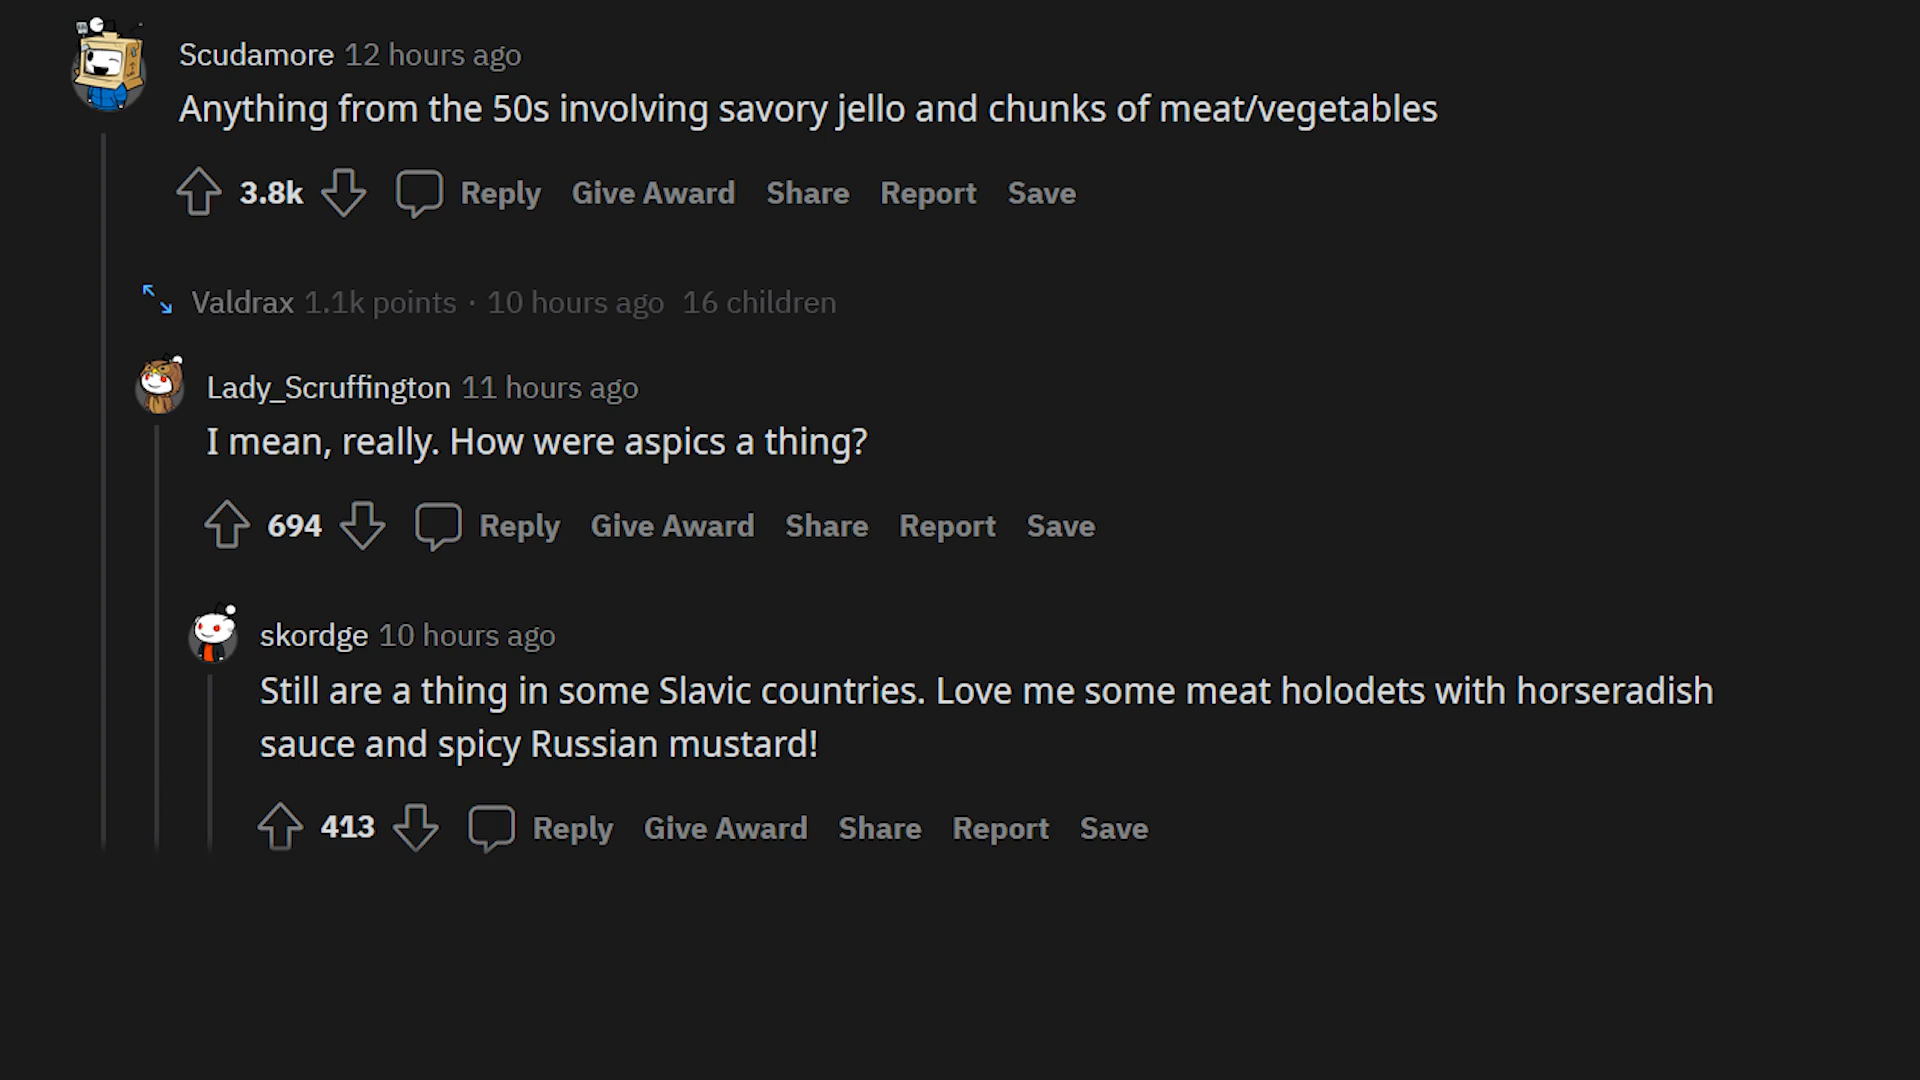 Scudamore 12 hours ago
Anything from the 50s involving savory jello and chunks of meat/vegetables
3.8k Reply Give Award Share Report Save
Valdrax 1.1k points · 10 hours ago 16 children
Lady_Scruffington 11 hours ago
I mean, really. How were aspics a thing?
694 Reply Give Award Share Report Save
skordge 10 hours ago
Still are a thing in some Slavic countries. Love me some meat holodets with horseradish
sauce and spicy Russian mustard!
413 Reply Give Award Share Report Save